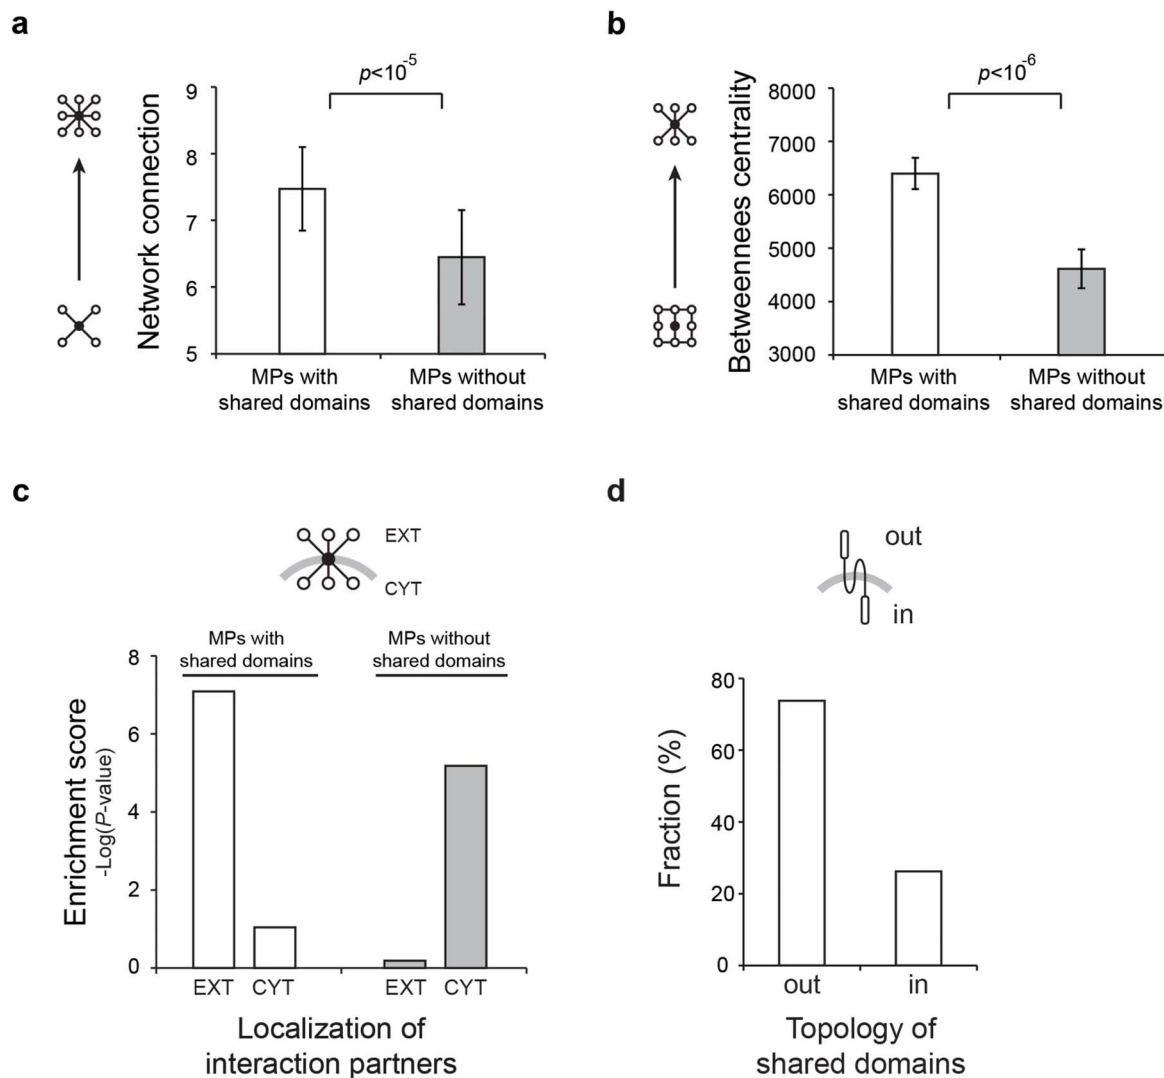 a
p<10-5
Network connection
9
8
7
6
5
MPs with
shared domains
MPs without
shared domains
b
p<10-6
Betweennees centrality
8000
7000
6000
5000
4000
3000
MPs with
shared domains
MPs without
shared domains
c
EXT
CYT
MPs with
shared domains
MPs without
shared domains
Enrichment score
-Log(P-value)
8
6
4
2
0
EXT
CYT
EXT
CYT
Localization of
interaction partners
d
out
in
Fraction (%)
80
60
40
20
0
out
in
Topology of
shared domains